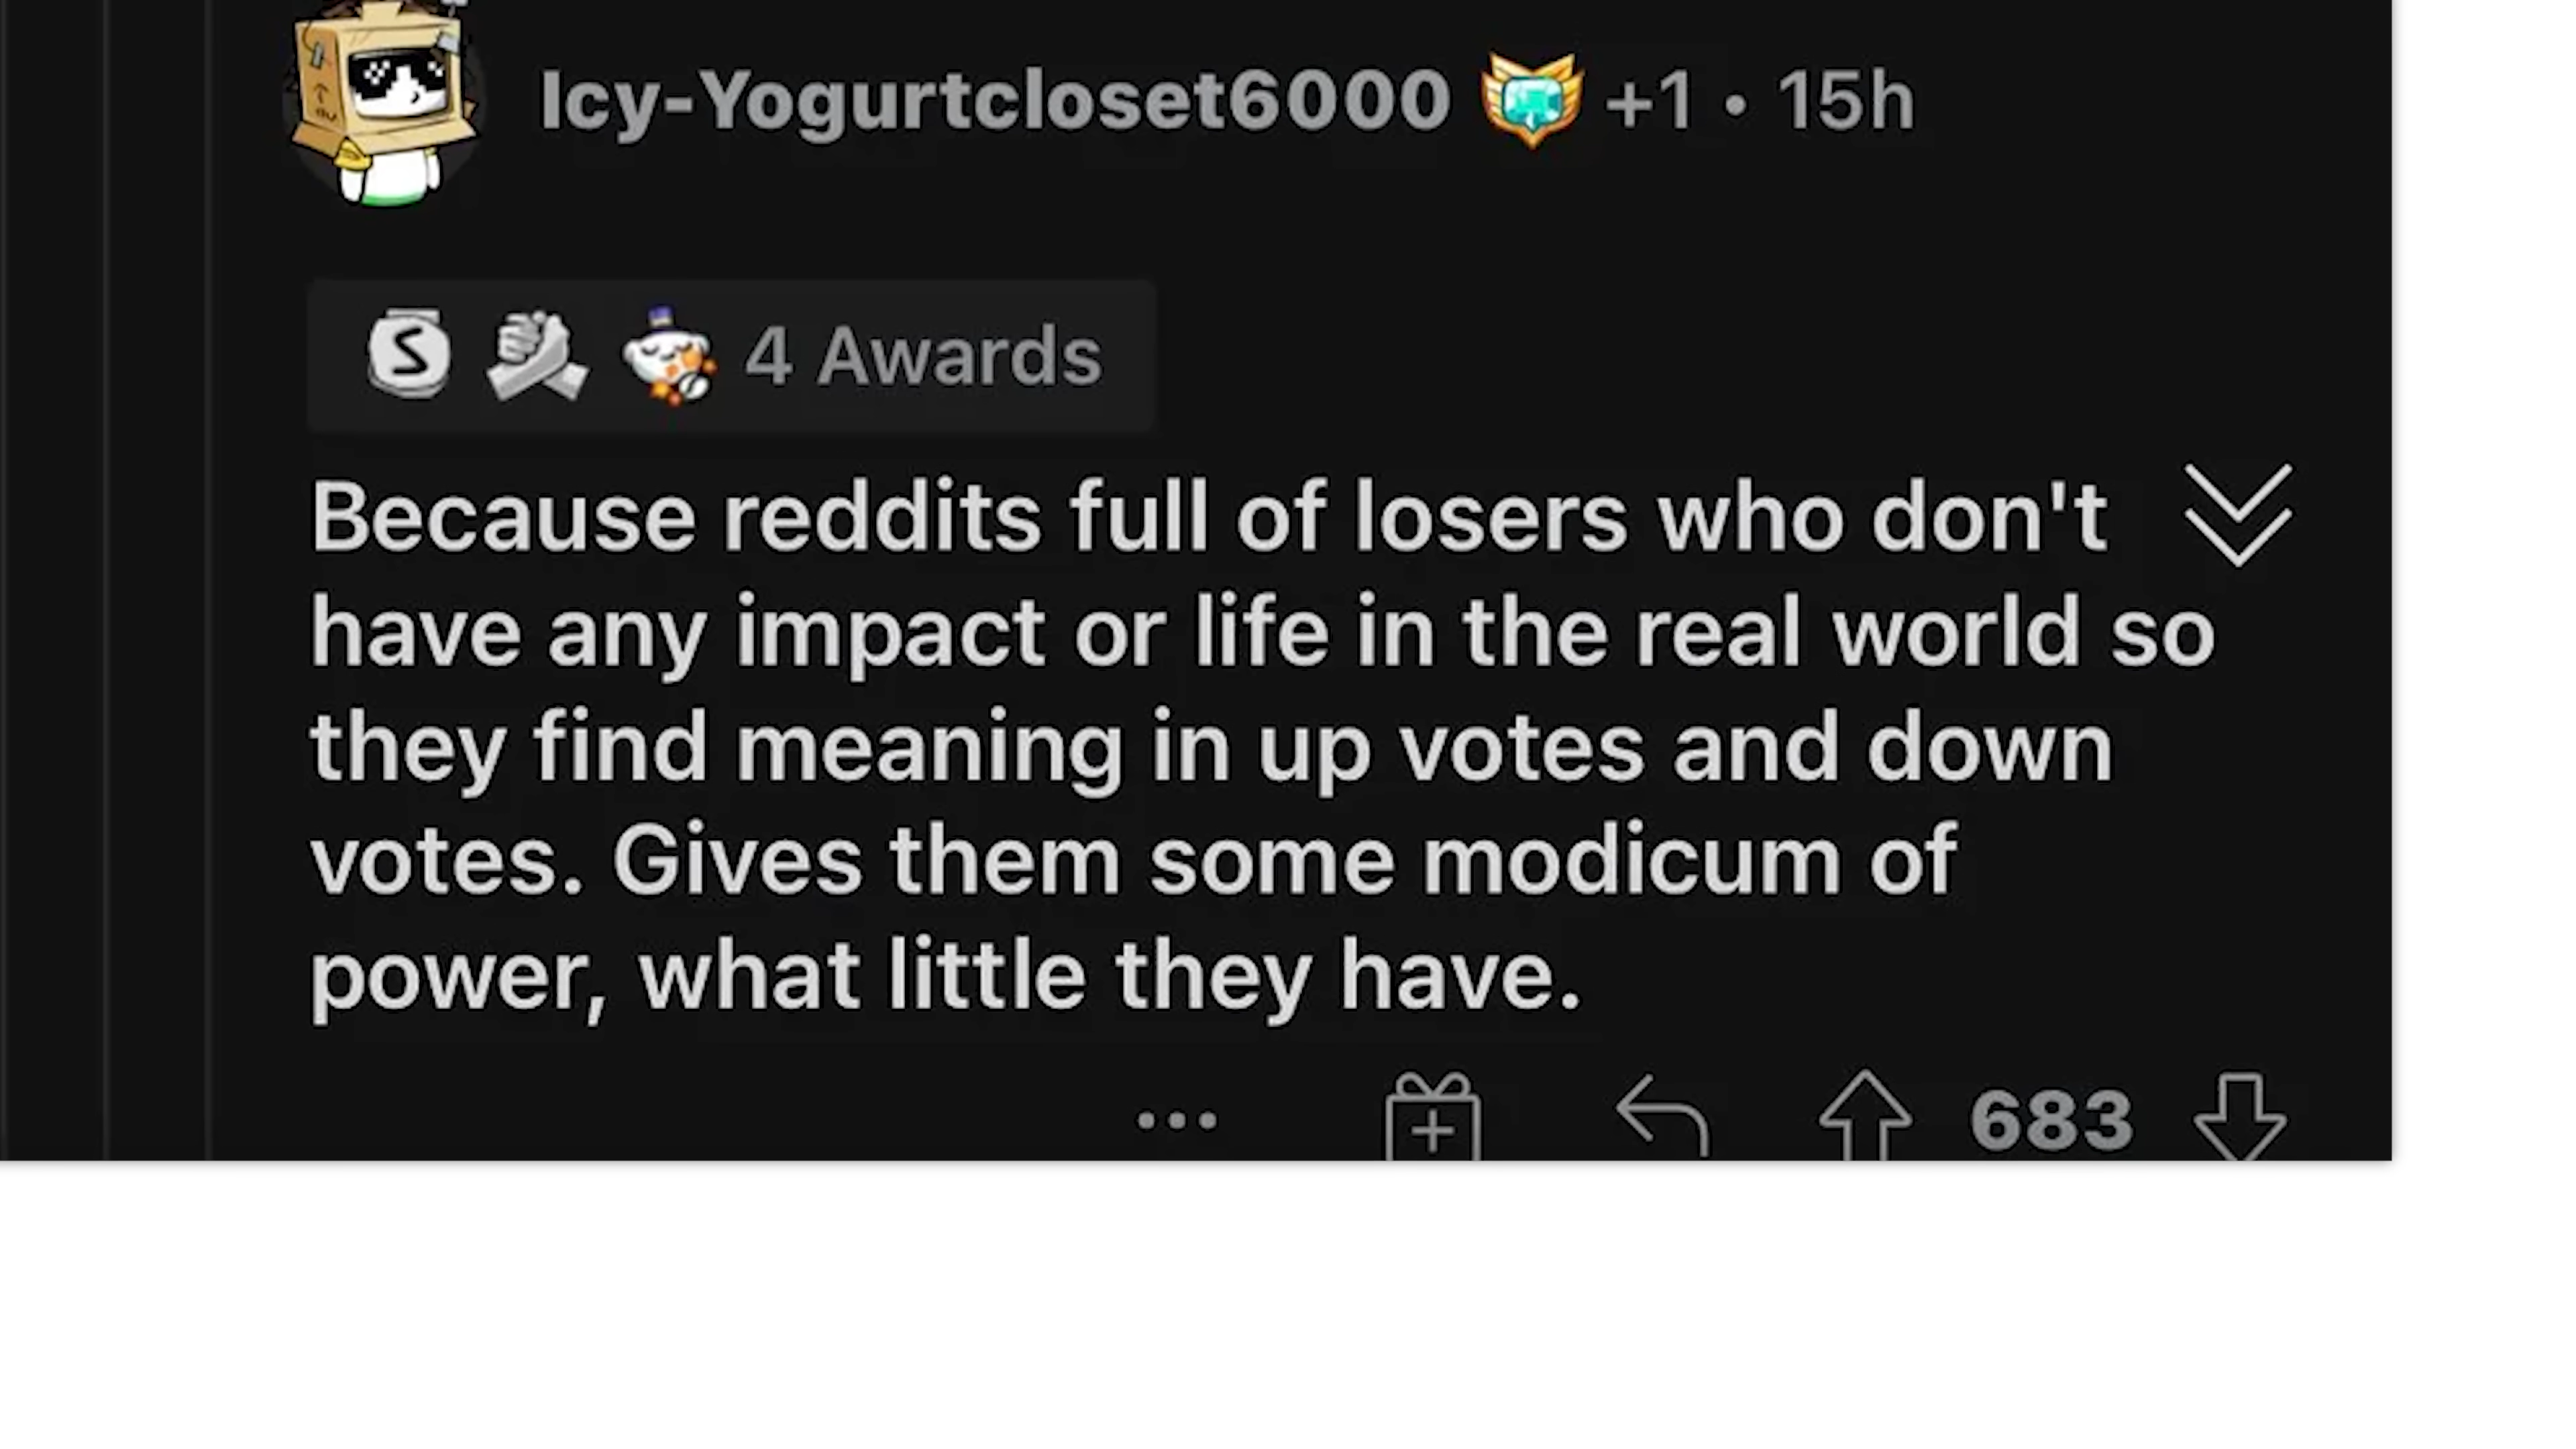 Icy-Yogurtcloset6000 +1 • 15h
S 4 Awards
Because reddits full of losers who don't
have any impact or life in the real world so
they find meaning in up votes and down
votes. Gives them some modicum of
power, what little they have.
683